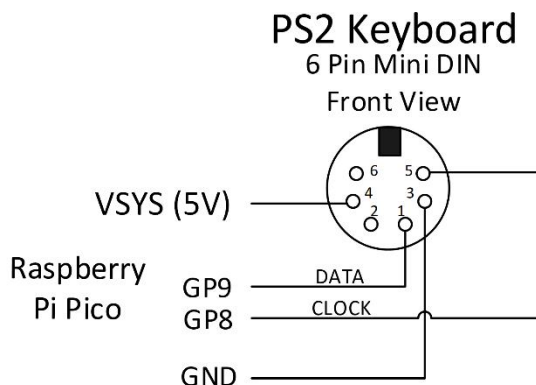 PS2 Keyboard
6 Pin Mini DIN
Front View
6 5
4 3
2 1
VSYS (5V)
Raspberry
Pi Pico
GP9 DATA
GP8 CLOCK
GND